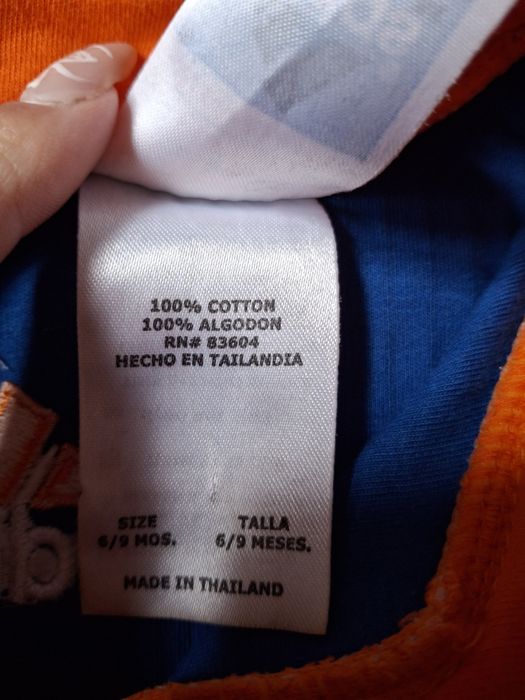 100% COTTON
100% ALGODON
RN# 83604
HECHO EN TAILANDIA
SIZE TALLA
6/9 MOS. 6/9 MESES.
MADE IN THAILAND